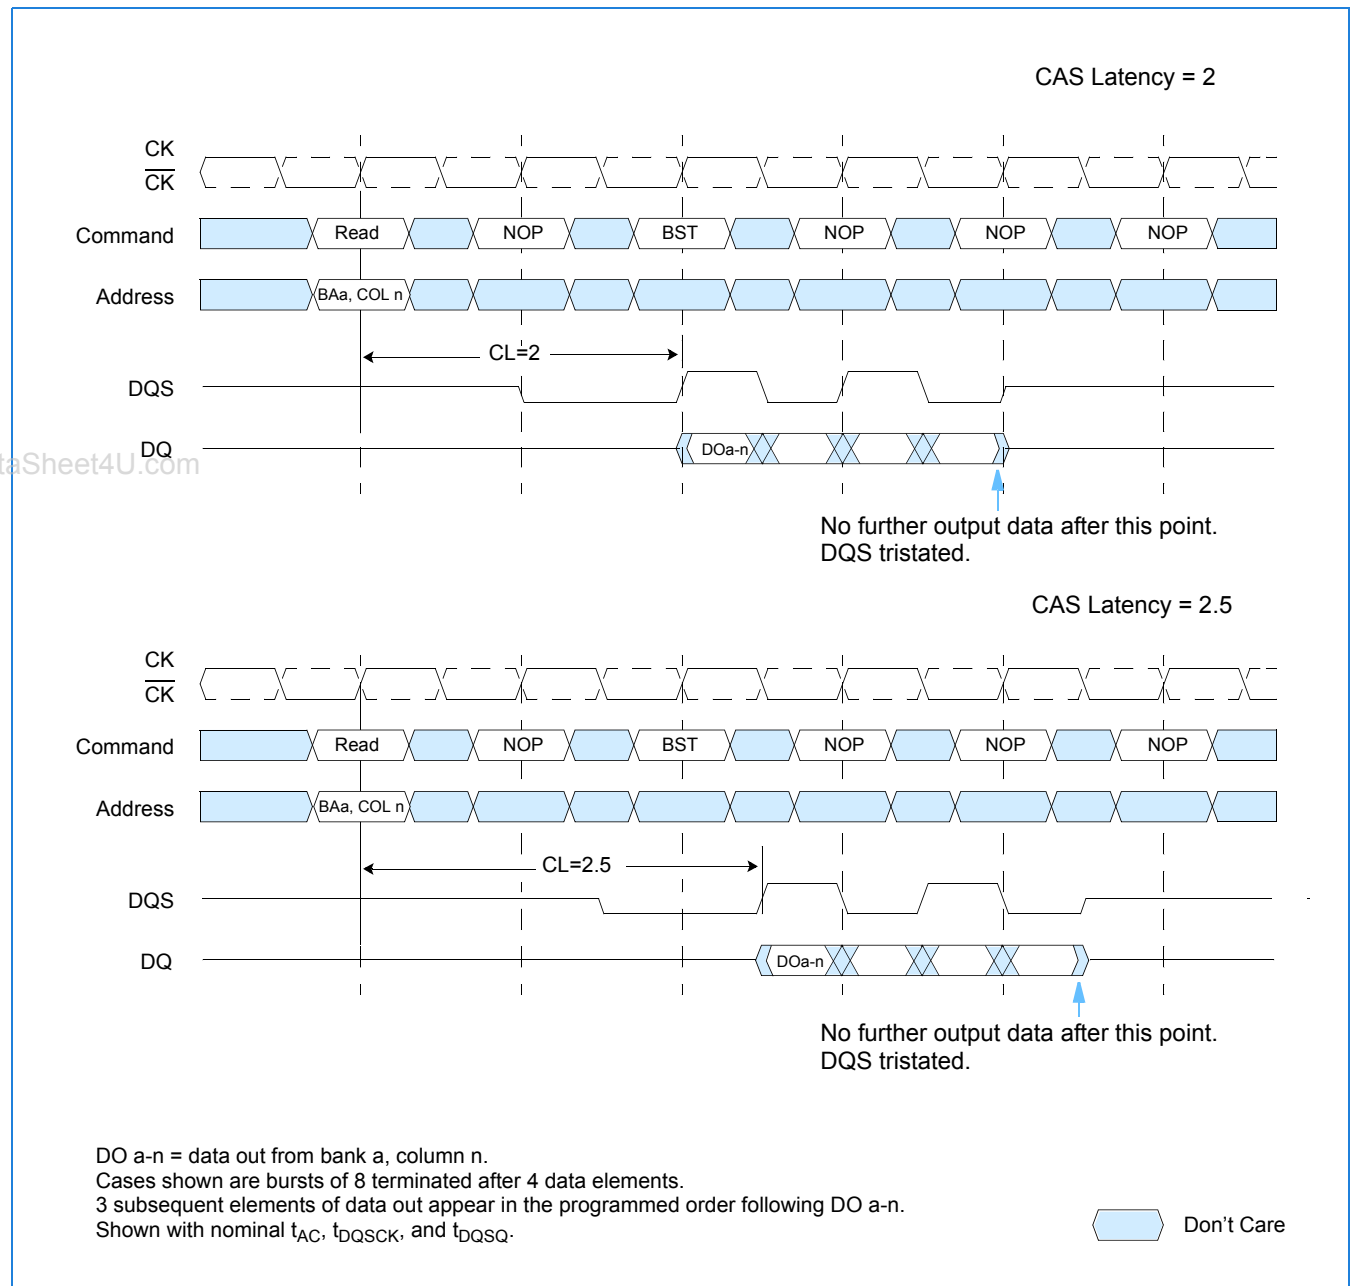 CAS Latency = 2
CK
CK
Command
Read
NOP
BST
NOP
NOP
NOP
Address
BAa, COL n
CL=2
DQS
DQ
DOa-n
taSheet4U.com
No further output data after this point.
DQS tristated.
CAS Latency = 2.5
CK
CK
Command
Read
NOP
BST
NOP
NOP
NOP
Address
BAa, COL n
CL=2.5
DQS
DQ
DOa-n
No further output data after this point.
DQS tristated.
DO a-n = data out from bank a, column n.
Cases shown are bursts of 8 terminated after 4 data elements.
3 subsequent elements of data out appear in the programmed order following DO a-n.
Shown with nominal tAC, tDQSCK, and tDQSQ.
Don't Care